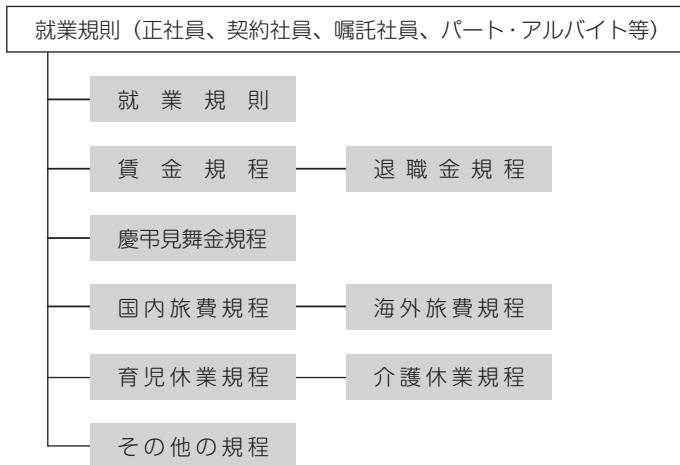 就業規則（正社員、契約社員、嘱託社員、パート・アルバイト等）
就業規則
賃金規程
退職金規程
慶弔見舞金規程
国内旅費規程
海外旅費規程
育児休業規程
介護休業規程
その他の規程